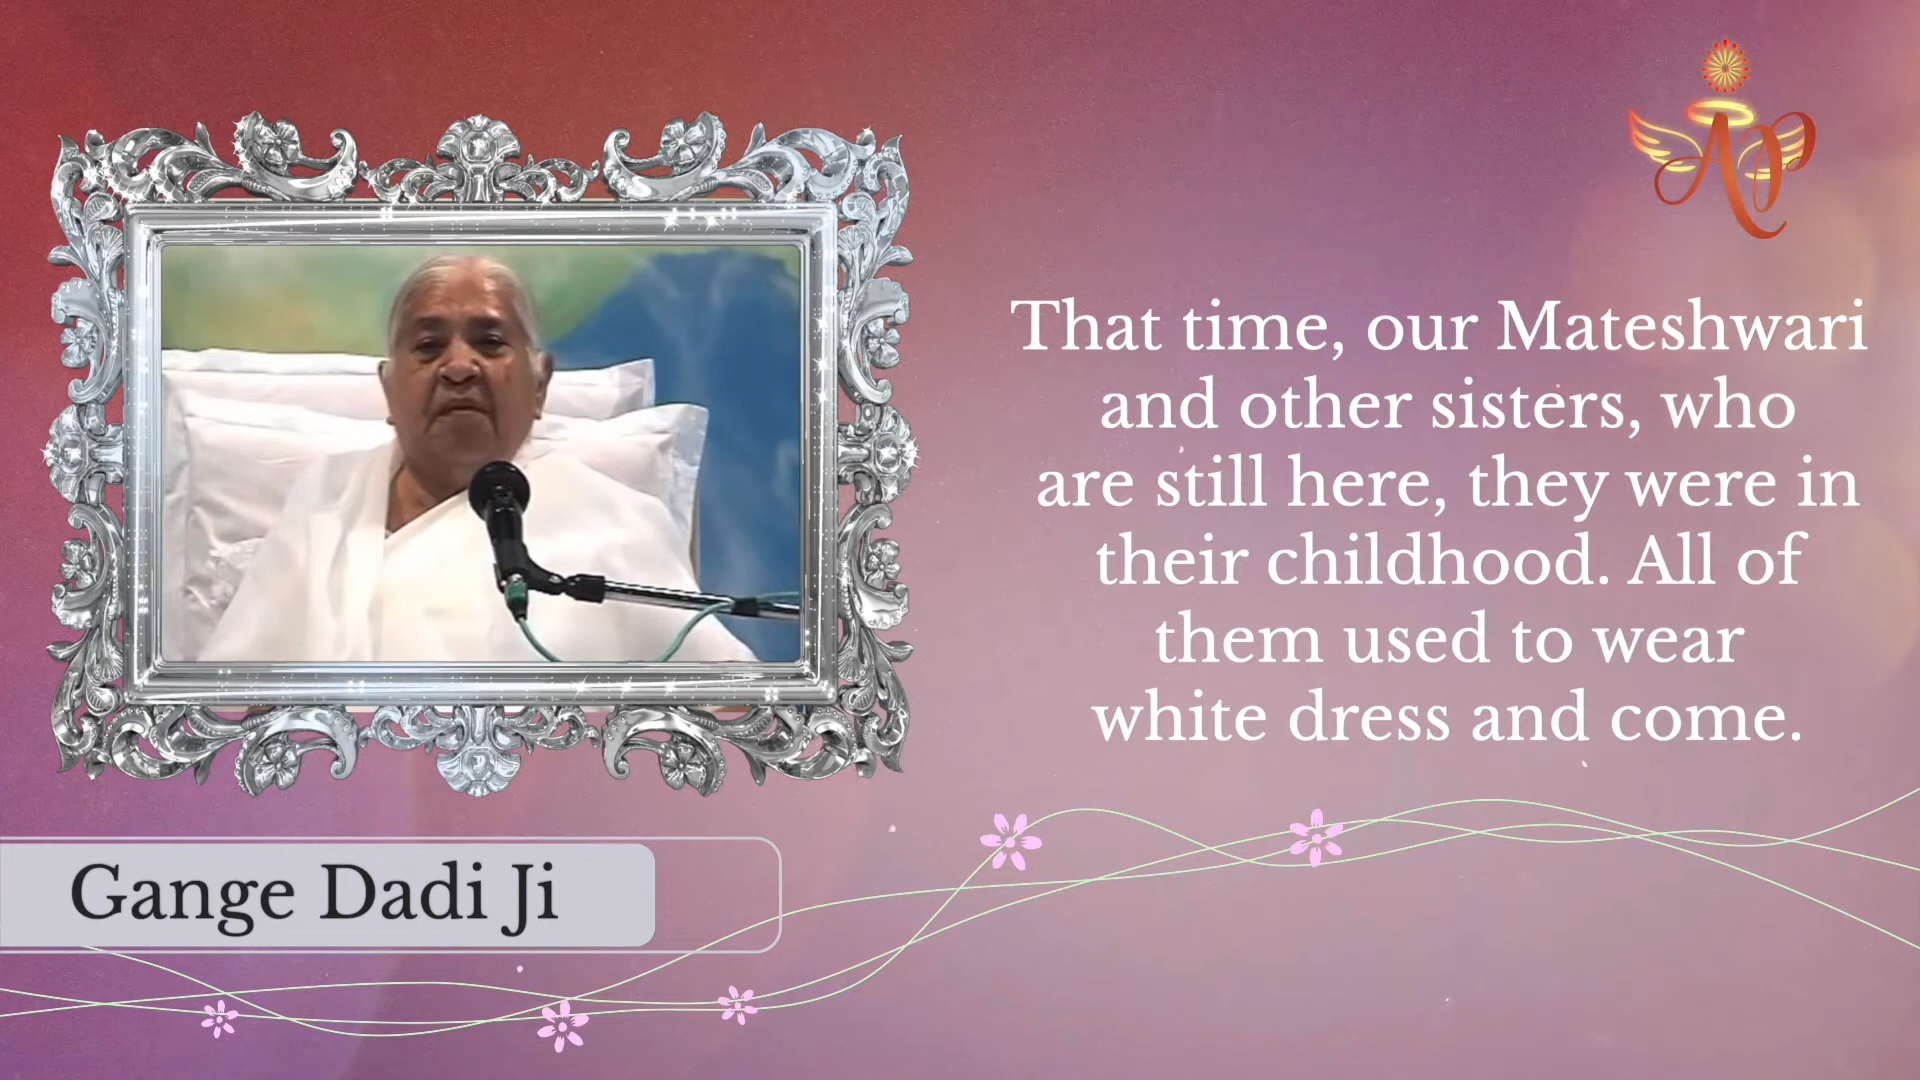 AP
That time, our Mateshwari
and other sisters, who
are still here, they were in
their childhood. All of
them used to wear
white dress and come.
Gange Dadi Ji